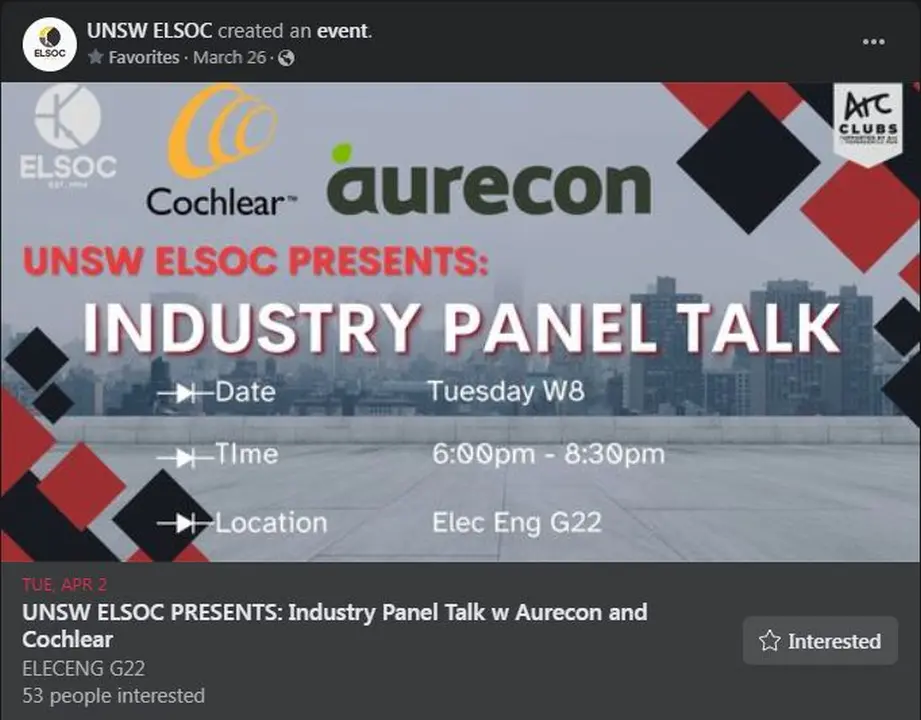 UNSW ELSOC created an event.
ELSOC
Favorites · March 26 ·
ELSOC
Cochlear™
aurecon
ArC
CLUBS
UNSW ELSOC PRESENTS:
INDUSTRY PANEL TALK
Date Tuesday W8
TIme 6:00pm - 8:30pm
Location Elec Eng G22
TUE, APR 2
UNSW ELSOC PRESENTS: Industry Panel Talk w Aurecon and
Cochlear
ELECENG G22
53 people interested
Interested